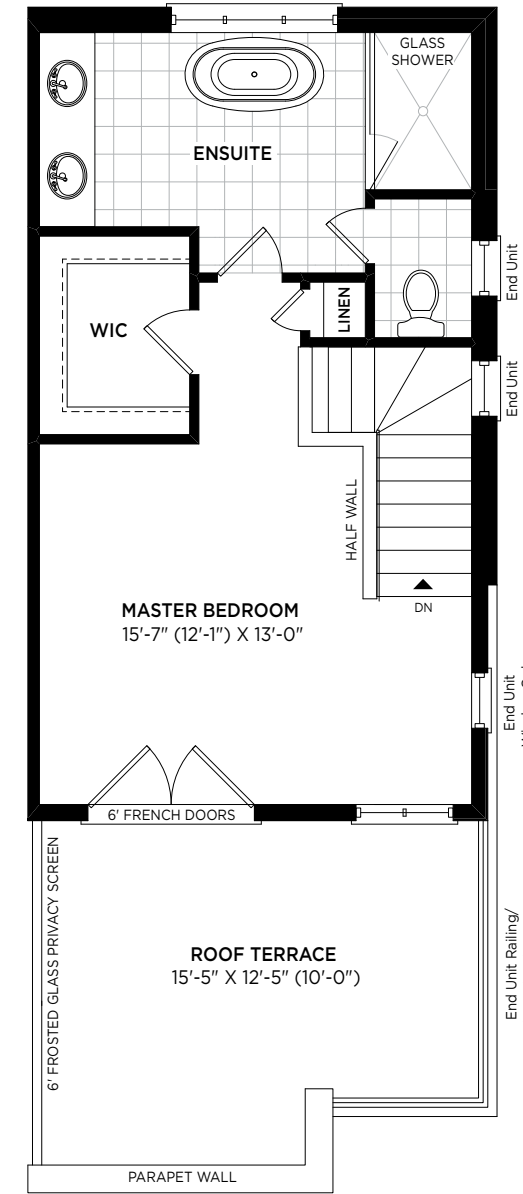 GLASS
SHOWER
ENSUITE
End Unit
LINEN
WIC
End Unit
HALF WALL
MASTER BEDROOM
15'-7" (12'-1") X 13'-0"
DN
End Unit
6' FRENCH DOORS
6' FROSTED GLASS PRIVACY SCREEN
ROOF TERRACE
15'-5" X 12'-5" (10'-0")
End Unit Railing/
PARAPET WALL